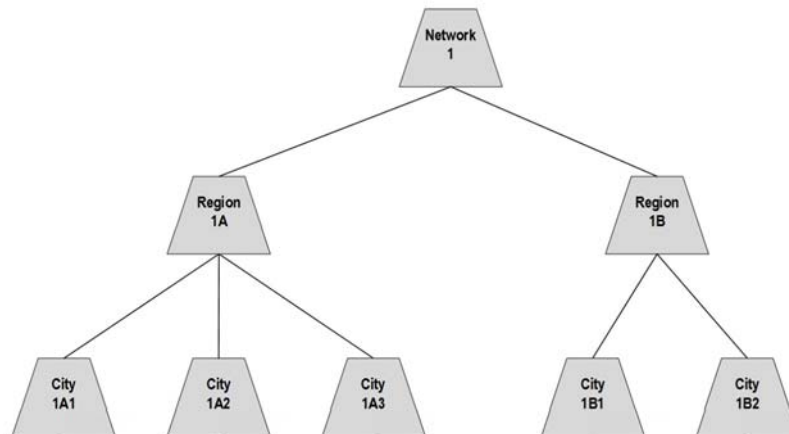 Network
1
Region
1A
Region
1B
City
1A1
City
1A2
City
1A3
City
1B1
City
1B2